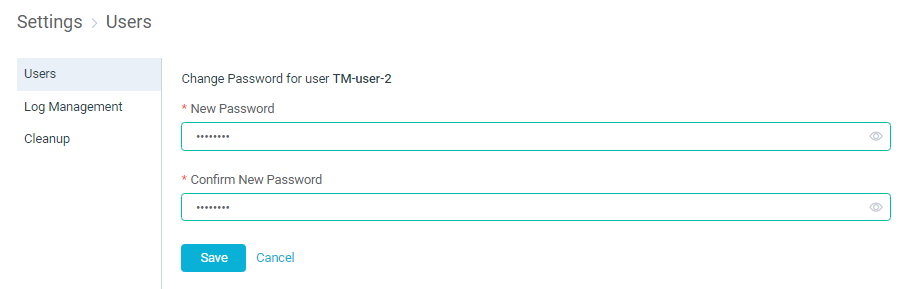 Settings > Users
Users
Log Management
Cleanup
Change Password for user TM-user-2
* New Password
••••••••
* Confirm New Password
••••••••
Save
Cancel